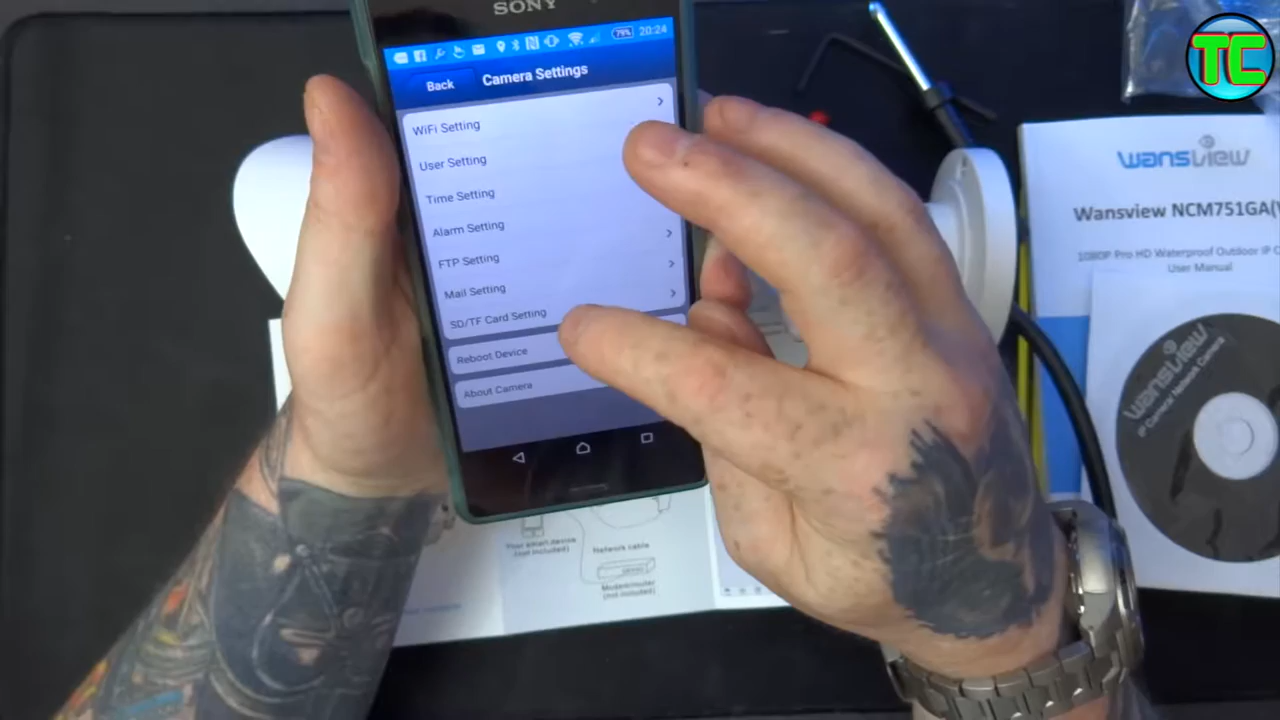 SONY
79%
20:24
Back
Camera Settings
WiFi Setting
User Setting
Time Setting
Alarm Setting
FTP Setting
Mail Setting
SD/TF Card Setting
Reboot Device
About Camera
TC
wansview
Wansview NCM751GA(
1080P Pro HD Waterproof Outdoor IP C
User Manual
wansview
IP Camera/Network Camera
Your smart device
(not included)
Network cable
Modem/router
(not included)